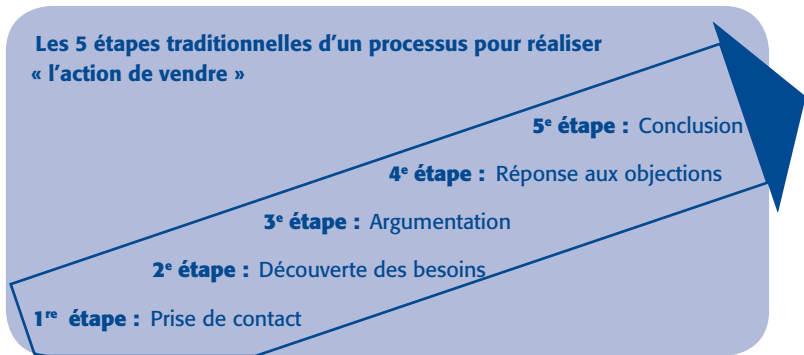 Les 5 étapes traditionnelles d’un processus pour réaliser
« l’action de vendre »
5e étape : Conclusion
4e étape : Réponse aux objections
3e étape : Argumentation
2e étape : Découverte des besoins
1re étape : Prise de contact